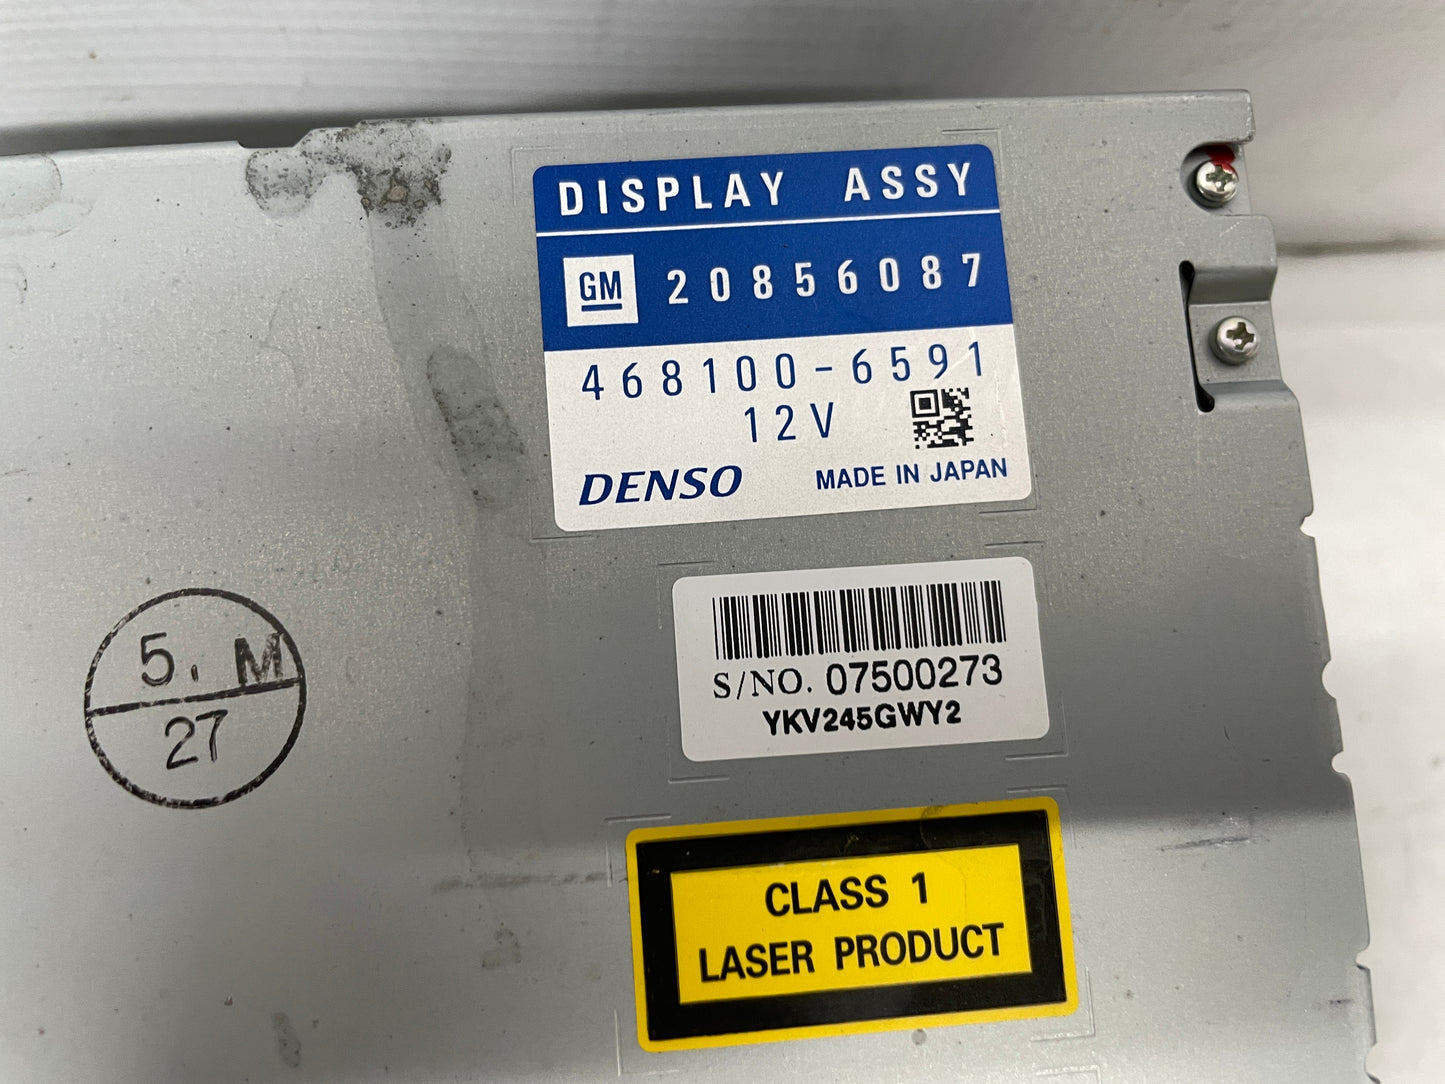 DISPLAY ASSY
GM 20856087
468100-6591
12V
DENSO MADE IN JAPAN
5. M
27
S/NO. 07500273
YKV245GWY2
CLASS 1
LASER PRODUCT